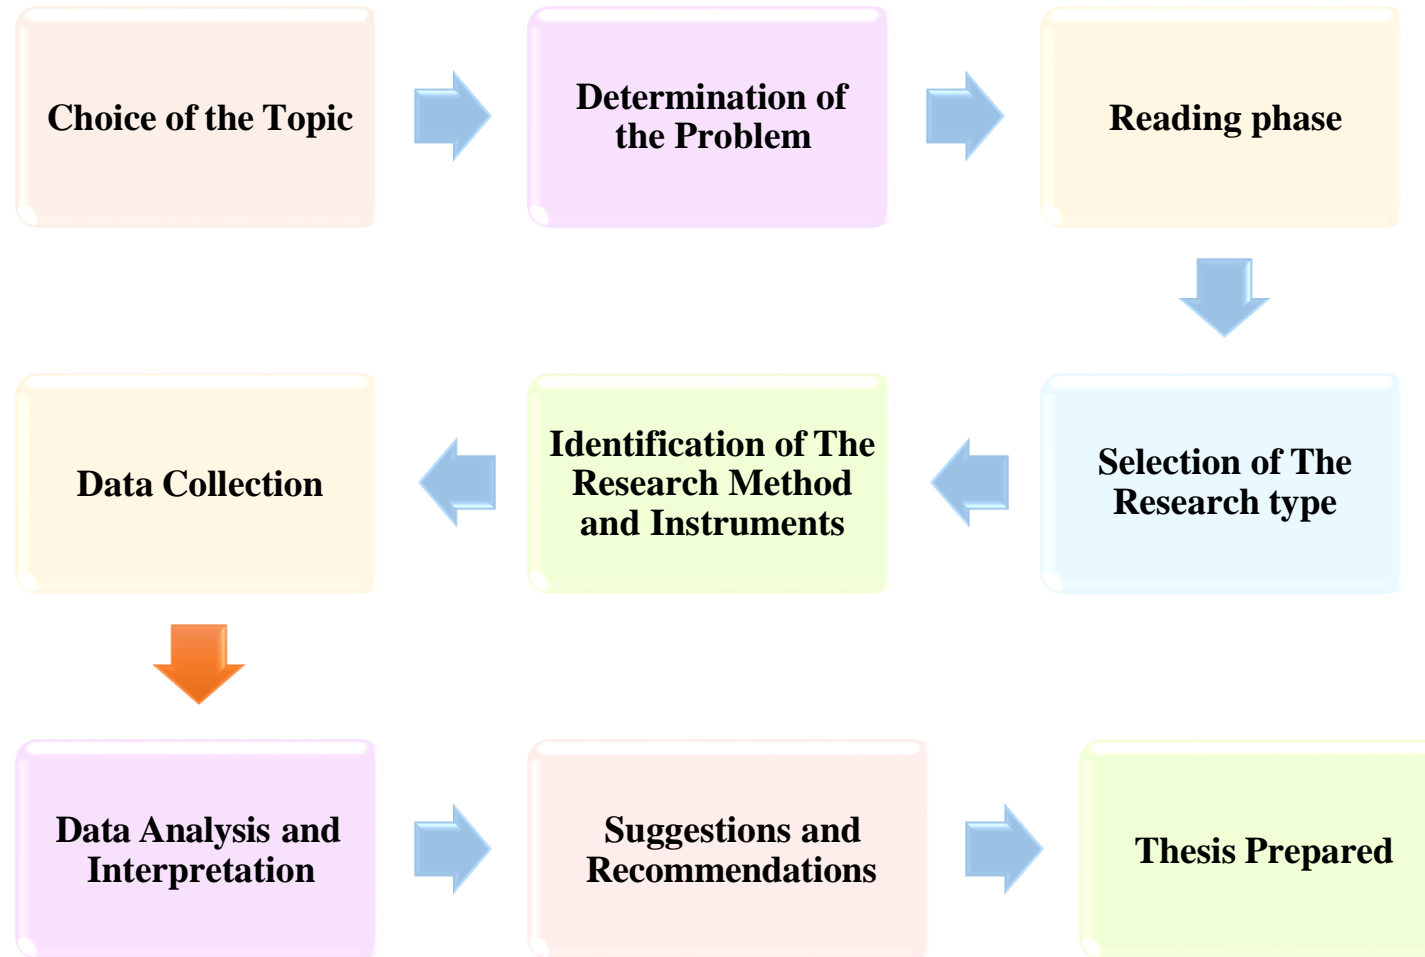 Choice of the Topic
Determination of
the Problem
Reading phase
Selection of The
Research type
Identification of The
Research Method
and Instruments
Data Collection
Data Analysis and
Interpretation
Suggestions and
Recommendations
Thesis Prepared